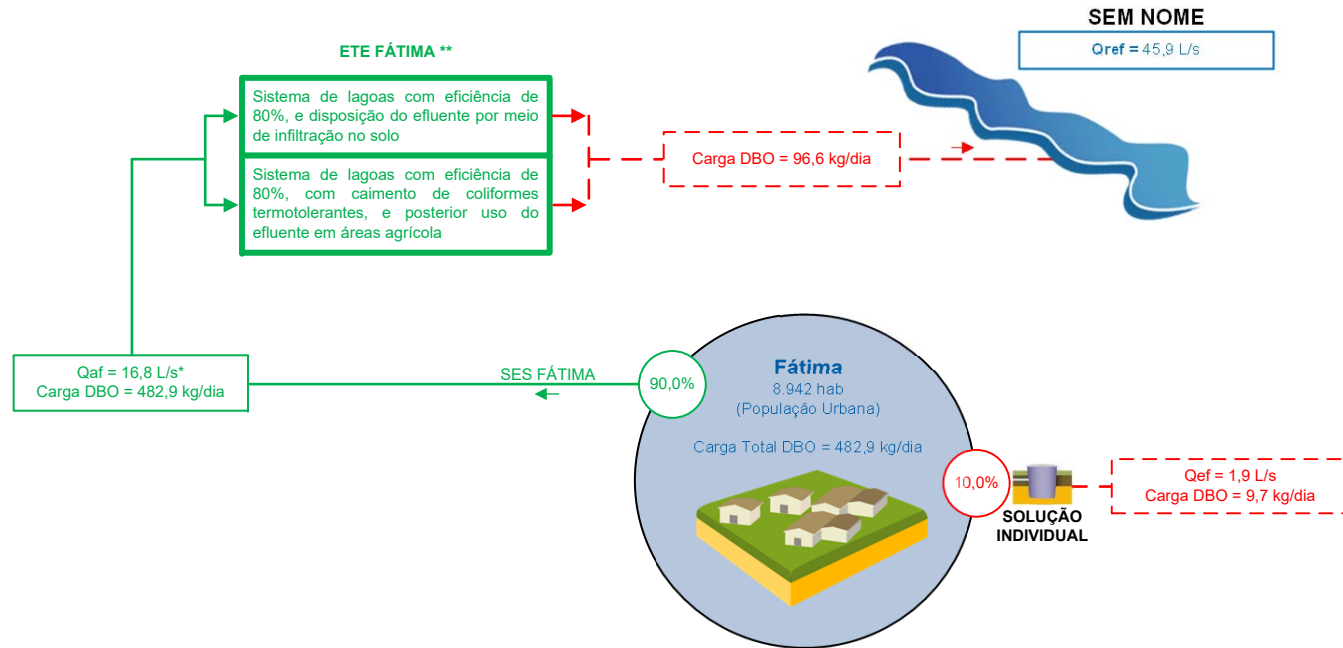 SEM NOME
Qref = 45,9 L/s
ETE FÁTIMA **
Sistema de lagoas com eficiência de
80%, e disposição do efluente por meio
de infiltração no solo
Sistema de lagoas com eficiência de
80%, com caimento de coliformes
termotolerantes, e posterior uso do
efluente em áreas agrícola
Carga DBO = 96,6 kg/dia
Qaf = 16,8 L/s*
Carga DBO = 482,9 kg/dia
SES FÁTIMA
90,0%
Fátima
8.942 hab
(População Urbana)
Carga Total DBO = 482,9 kg/dia
10,0%
SOLUÇÃO
INDIVIDUAL
Qef = 1,9 L/s
Carga DBO = 9,7 kg/dia